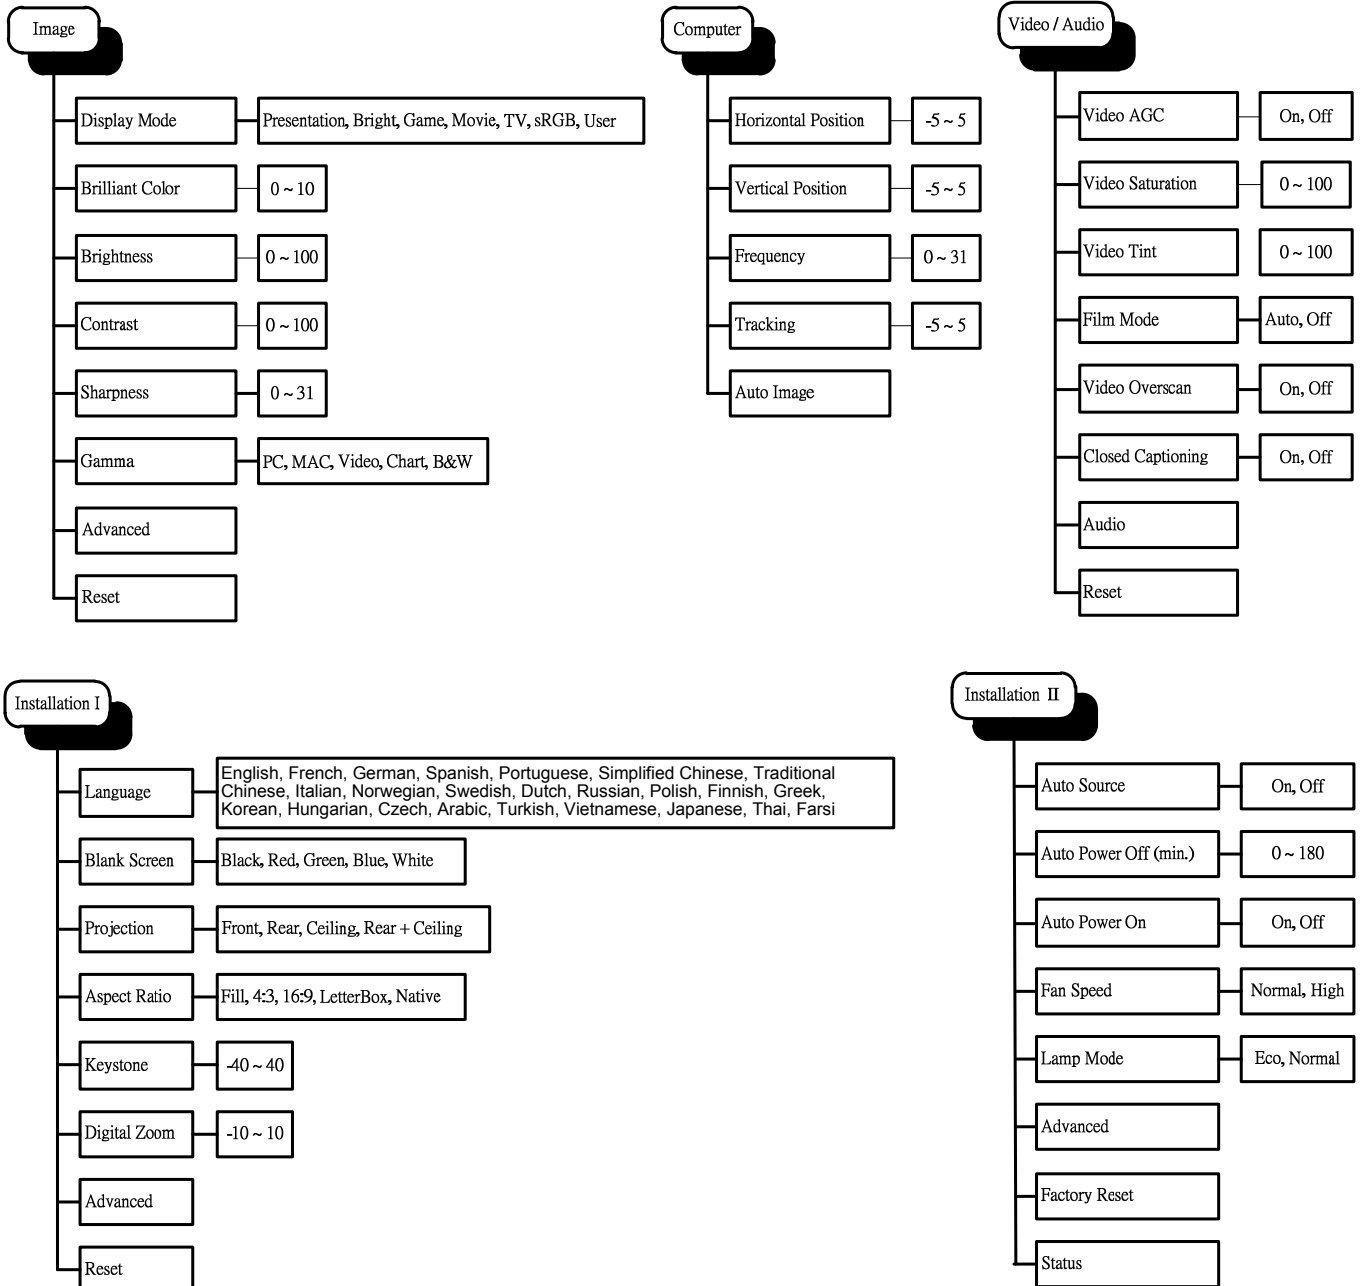 Image
Display Mode
Presentation, Bright, Game, Movie, TV, sRGB, User
Brilliant Color
0 ~ 10
Brightness
0 ~ 100
Contrast
0 ~ 100
Sharpness
0 ~ 31
Gamma
PC, MAC, Video, Chart, B&W
Advanced
Reset
Computer
Horizontal Position
-5 ~ 5
Vertical Position
-5 ~ 5
Frequency
0 ~ 31
Tracking
-5 ~ 5
Auto Image
Video / Audio
Video AGC
On, Off
Video Saturation
0 ~ 100
Video Tint
0 ~ 100
Film Mode
Auto, Off
Video Overscan
On, Off
Closed Captioning
On, Off
Audio
Reset
Installation I
Language
English, French, German, Spanish, Portuguese, Simplified Chinese, Traditional
Chinese, Italian, Norwegian, Swedish, Dutch, Russian, Polish, Finnish, Greek,
Korean, Hungarian, Czech, Arabic, Turkish, Vietnamese, Japanese, Thai, Farsi
Blank Screen
Black, Red, Green, Blue, White
Projection
Front, Rear, Ceiling, Rear + Ceiling
Aspect Ratio
Fill, 4:3, 16:9, LetterBox, Native
Keystone
-40 ~ 40
Digital Zoom
-10 ~ 10
Advanced
Reset
Installation II
Auto Source
On, Off
Auto Power Off (min.)
0 ~ 180
Auto Power On
On, Off
Fan Speed
Normal, High
Lamp Mode
Eco, Normal
Advanced
Factory Reset
Status